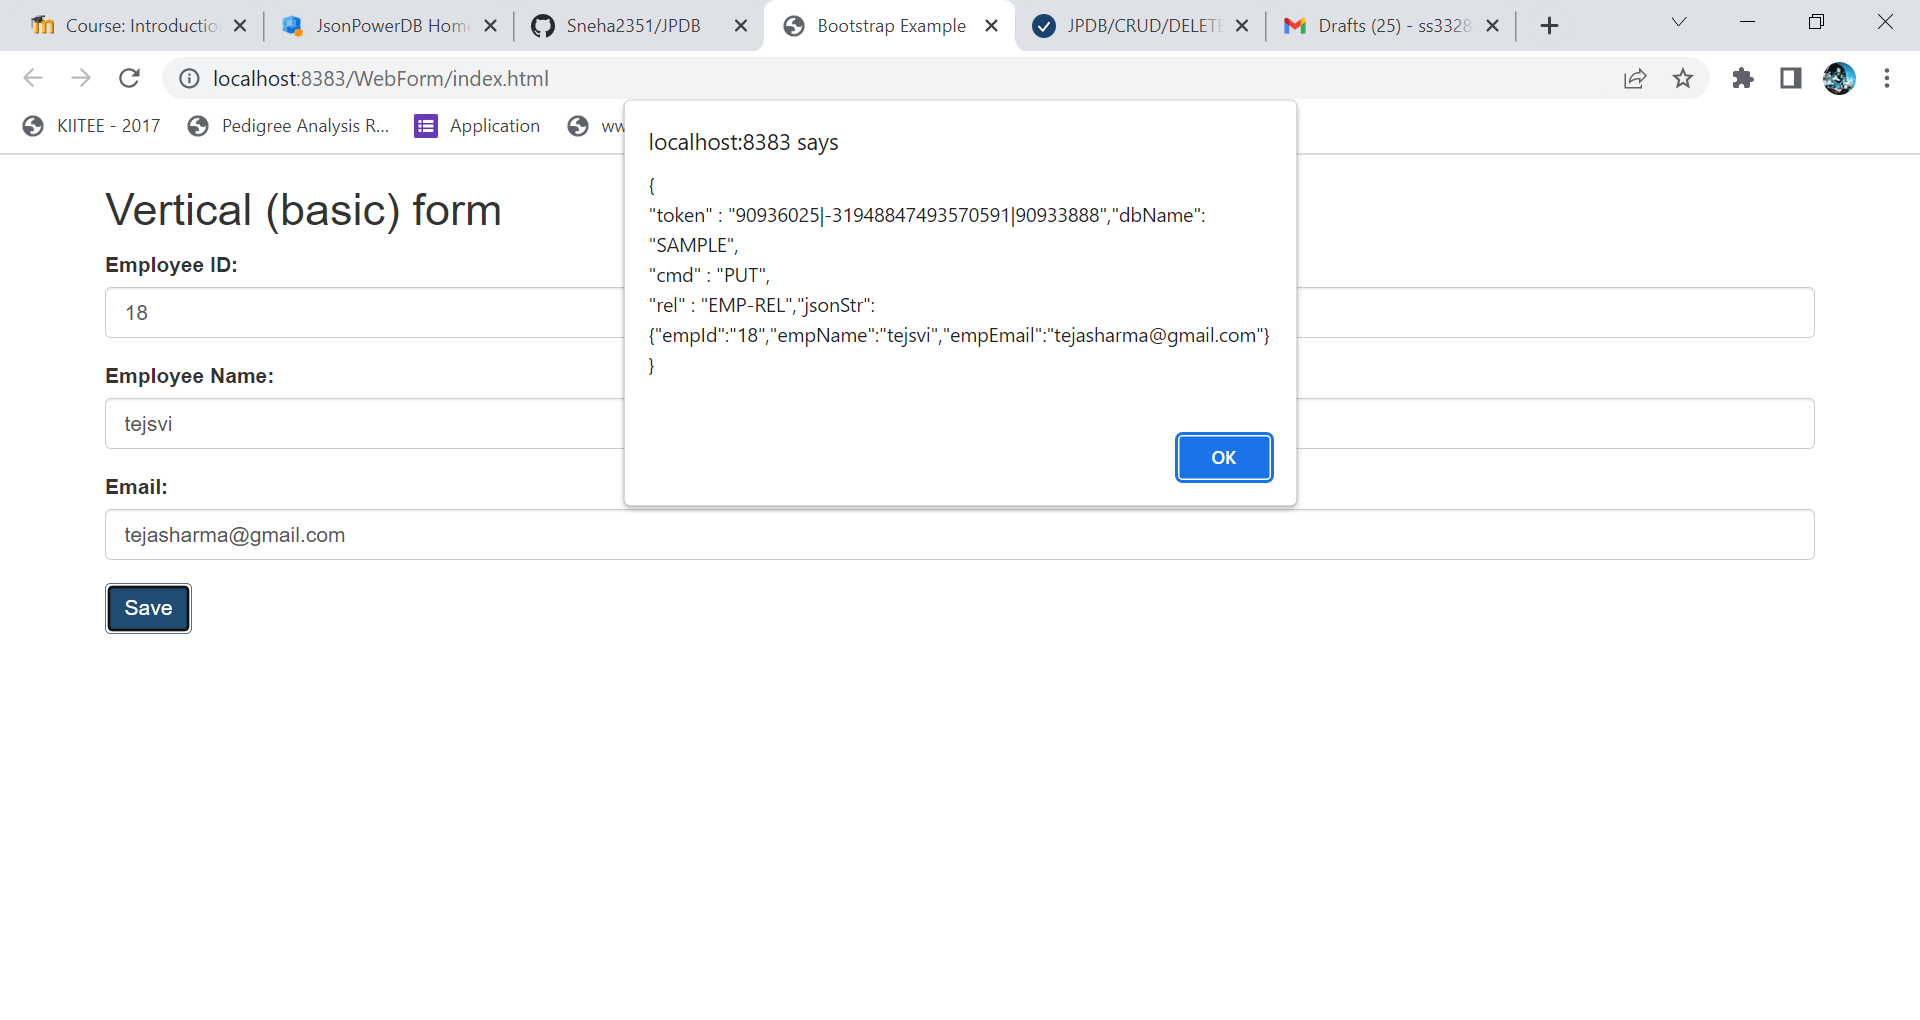 Course: Introductio
JsonPowerDB Home
Sneha2351/JPDB
Bootstrap Example
JPDB/CRUD/DELETE
Drafts (25) - ss3328
localhost:8383/WebForm/index.html
KIITEE - 2017
Pedigree Analysis R...
Application
ww
localhost:8383 says
{
"token" : "90936025|-31948847493570591|90933888","dbName":
"SAMPLE",
"cmd" : "PUT",
"rel" : "EMP-REL","jsonStr":
{"empId":"18","empName":"tejsvi","empEmail":"tejasharma@gmail.com"}
}
OK
Vertical (basic) form
Employee ID:
18
Employee Name:
tejsvi
Email:
tejasharma@gmail.com
Save